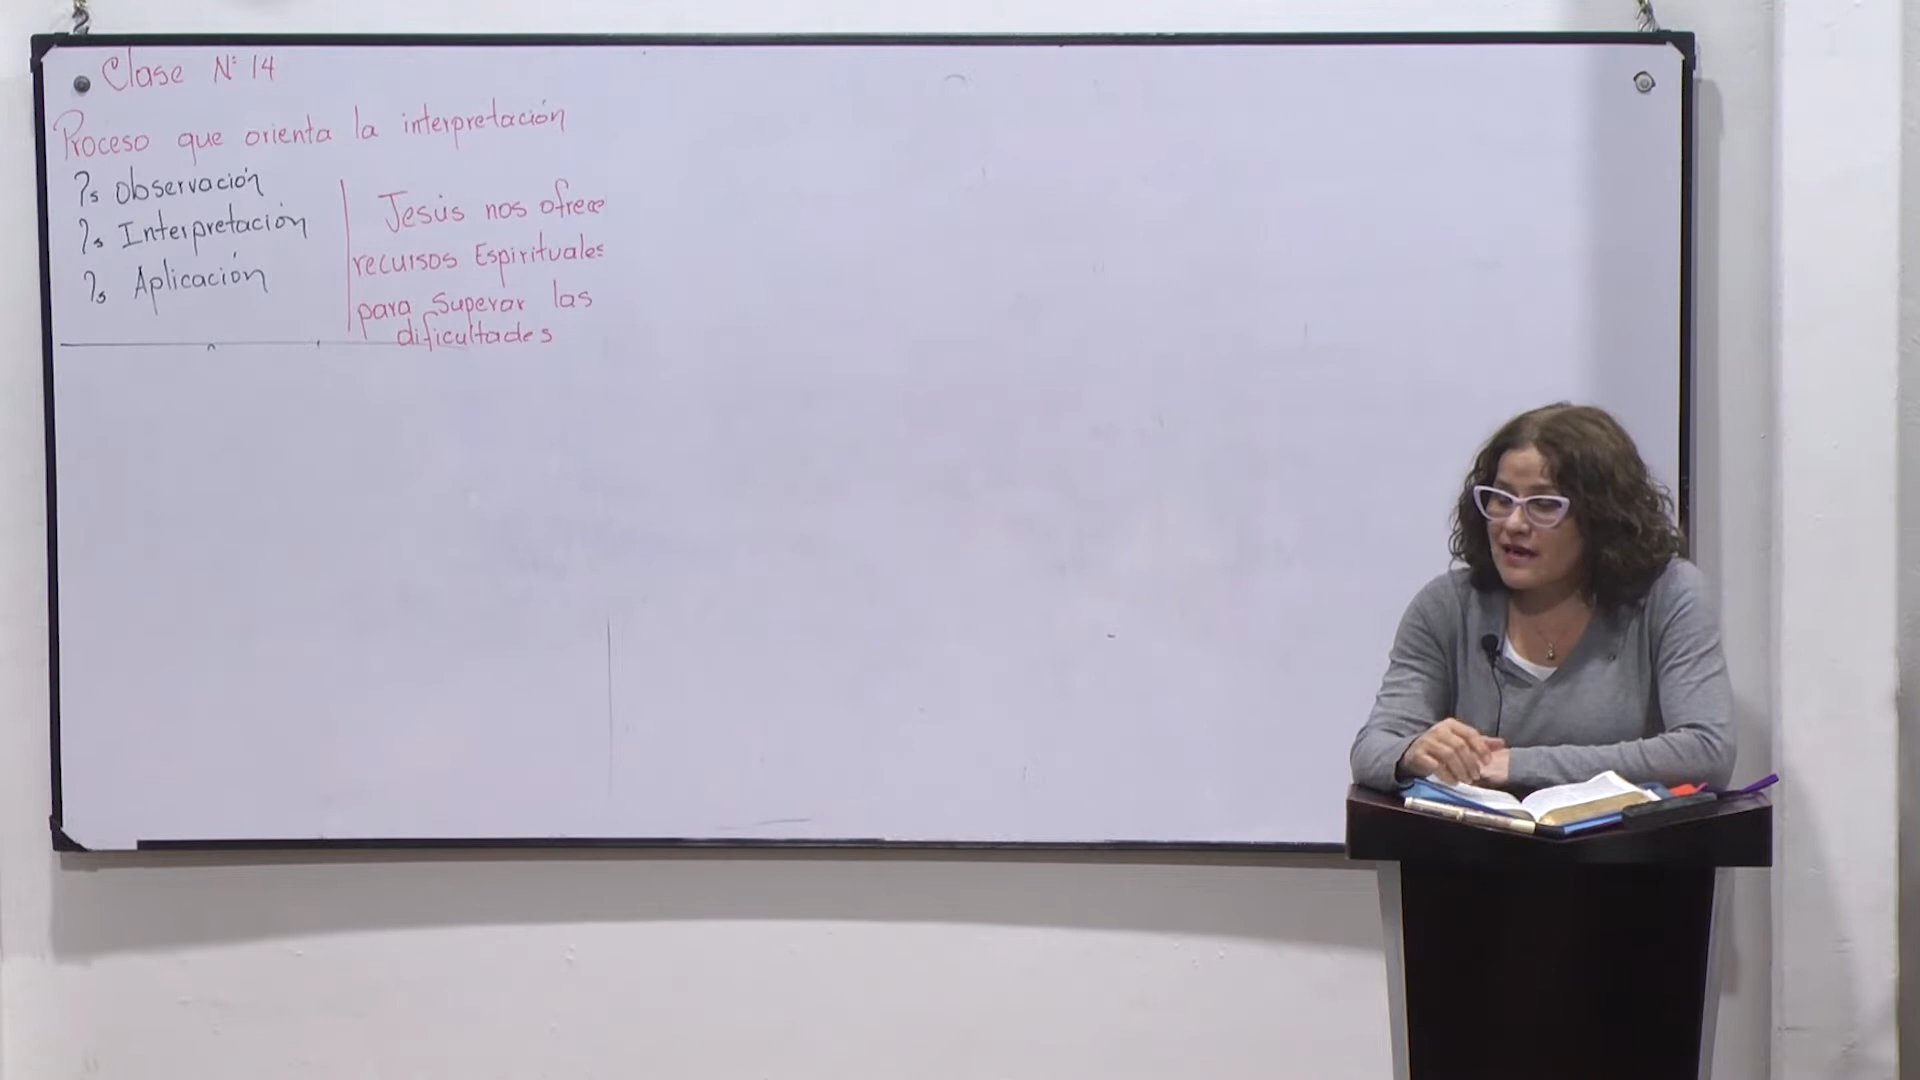 Clase N° 14
Proceso que orienta la interpretación
?s Observación
?s Interpretación
?s Aplicación
Jesús nos ofrece
recursos Espirituales
para Superar las
dificultades